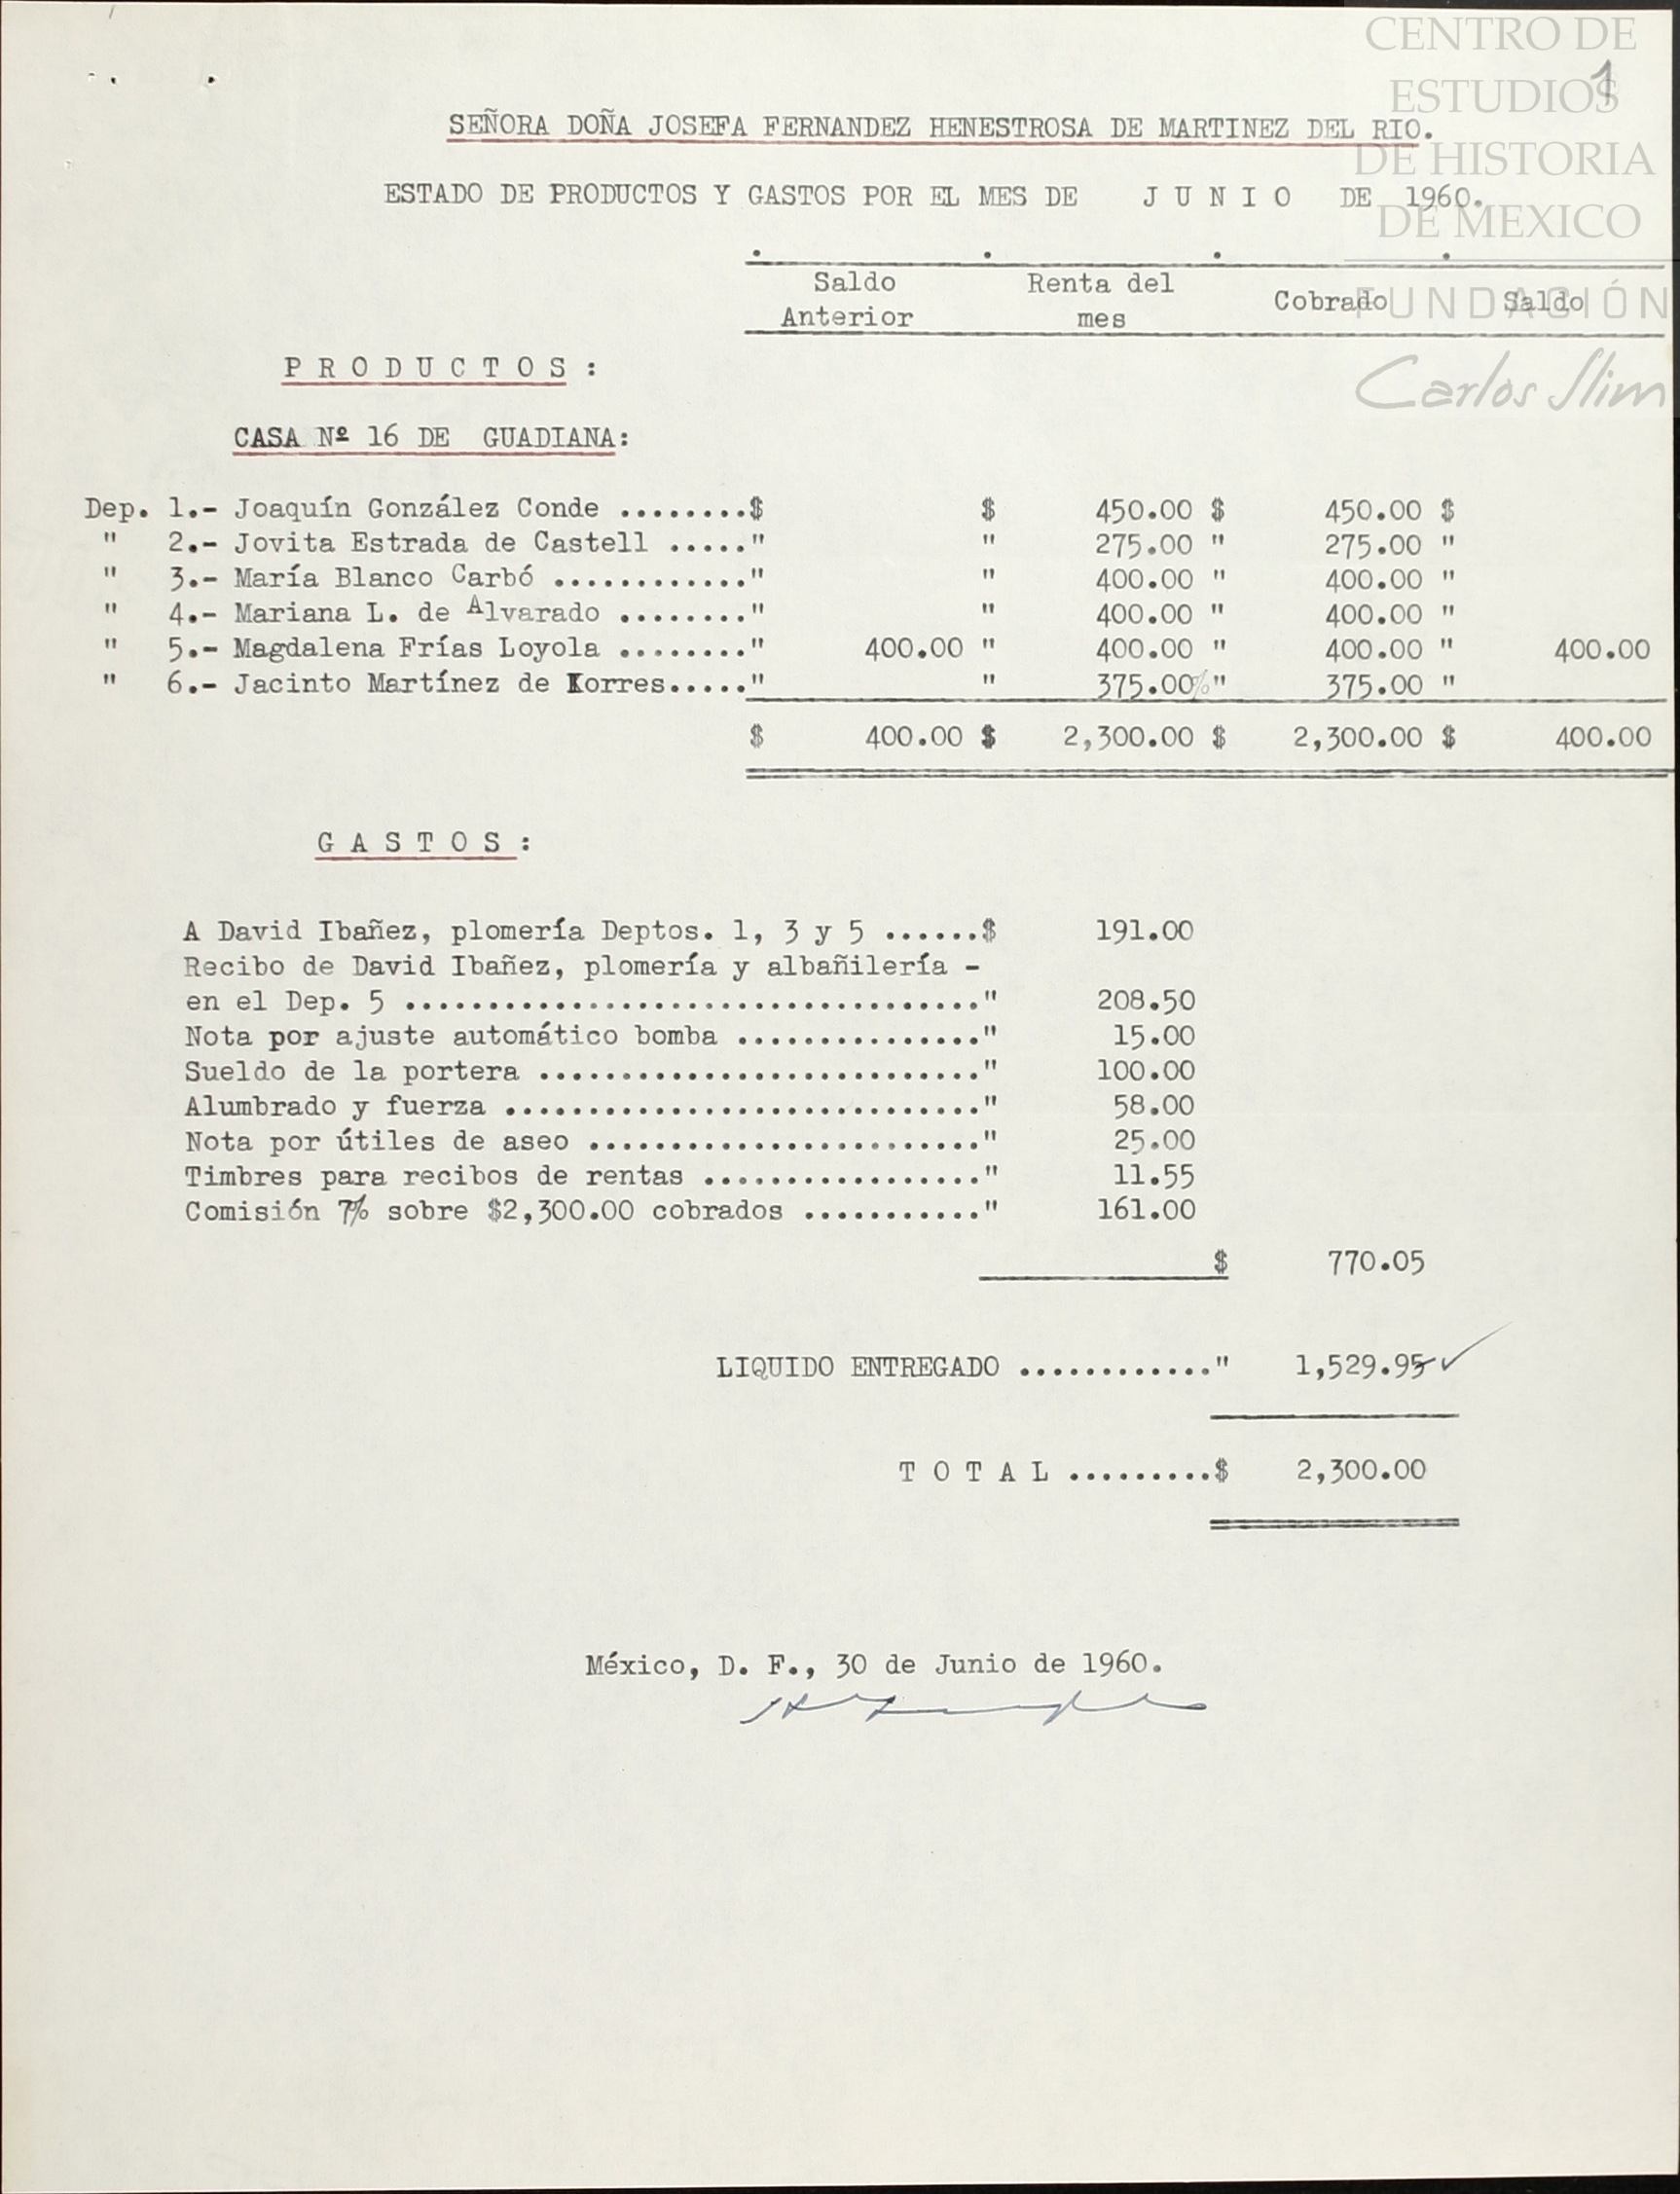 CENTRO DE
ESTUDIOS
DE HISTORIA
DE MEXICO
FUNDACIÓN
Carlos Slim
1
SEÑORA DOÑA JOSEFA FERNANDEZ HENESTROSA DE MARTINEZ DEL RIO.
ESTADO DE PRODUCTOS Y GASTOS POR EL MES DE J U N I O DE 1960.
Saldo Anterior Renta del mes Cobrado Saldo
P R O D U C T O S :
CASA Nº 16 DE GUADIANA:
Dep. 1.- Joaquín González Conde ........$ $ 450.00 $ 450.00 $
" 2.- Jovita Estrada de Castell ....." " 275.00 " 275.00 "
" 3.- María Blanco Carbó ............" " 400.00 " 400.00 "
" 4.- Mariana L. de Alvarado ........" " 400.00 " 400.00 "
" 5.- Magdalena Frías Loyola ........" 400.00 " 400.00 " 400.00 " 400.00
" 6.- Jacinto Martínez de Torres....." " 375.00 " 375.00 "
$ 400.00 $ 2,300.00 $ 2,300.00 $ 400.00
G A S T O S :
A David Ibañez, plomería Deptos. 1, 3 y 5 ......$ 191.00
Recibo de David Ibañez, plomería y albañilería -
en el Dep. 5 ..................................." 208.50
Nota por ajuste automático bomba ..............." 15.00
Sueldo de la portera ..........................." 100.00
Alumbrado y fuerza ............................." 58.00
Nota por útiles de aseo ........................" 25.00
Timbres para recibos de rentas ................." 11.55
Comisión 7% sobre $2,300.00 cobrados ..........." 161.00
$ 770.05
LIQUIDO ENTREGADO ............" 1,529.95 ✓
T O T A L .........$ 2,300.00
México, D. F., 30 de Junio de 1960.